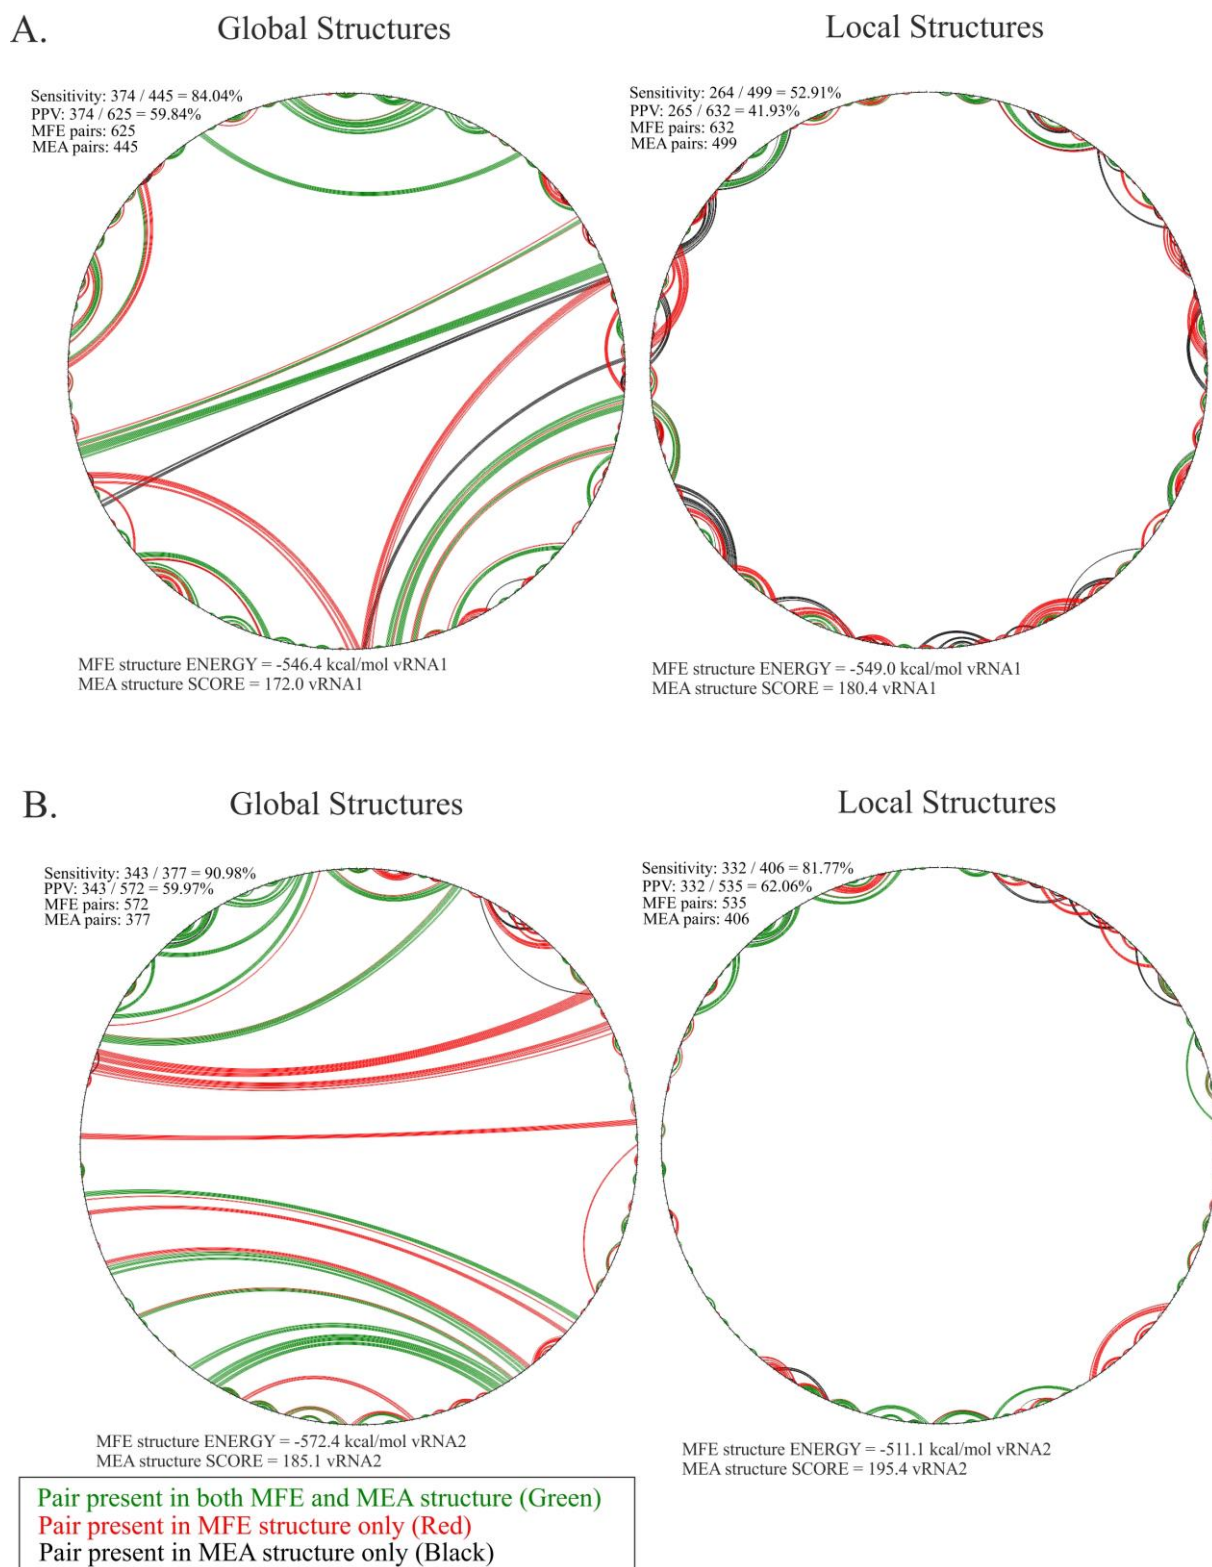 A.
Global Structures
Local Structures
Sensitivity: 374 / 445 = 84.04%
PPV: 374 / 625 = 59.84%
MFE pairs: 625
MEA pairs: 445
Sensitivity: 264 / 499 = 52.91%
PPV: 265 / 632 = 41.93%
MFE pairs: 632
MEA pairs: 499
MFE structure ENERGY = -546.4 kcal/mol vRNA1
MEA structure SCORE = 172.0 vRNA1
MFE structure ENERGY = -549.0 kcal/mol vRNA1
MEA structure SCORE = 180.4 vRNA1
B.
Global Structures
Local Structures
Sensitivity: 343 / 377 = 90.98%
PPV: 343 / 572 = 59.97%
MFE pairs: 572
MEA pairs: 377
Sensitivity: 332 / 406 = 81.77%
PPV: 332 / 535 = 62.06%
MFE pairs: 535
MEA pairs: 406
MFE structure ENERGY = -572.4 kcal/mol vRNA2
MEA structure SCORE = 185.1 vRNA2
MFE structure ENERGY = -511.1 kcal/mol vRNA2
MEA structure SCORE = 195.4 vRNA2
Pair present in both MFE and MEA structure (Green)
Pair present in MFE structure only (Red)
Pair present in MEA structure only (Black)